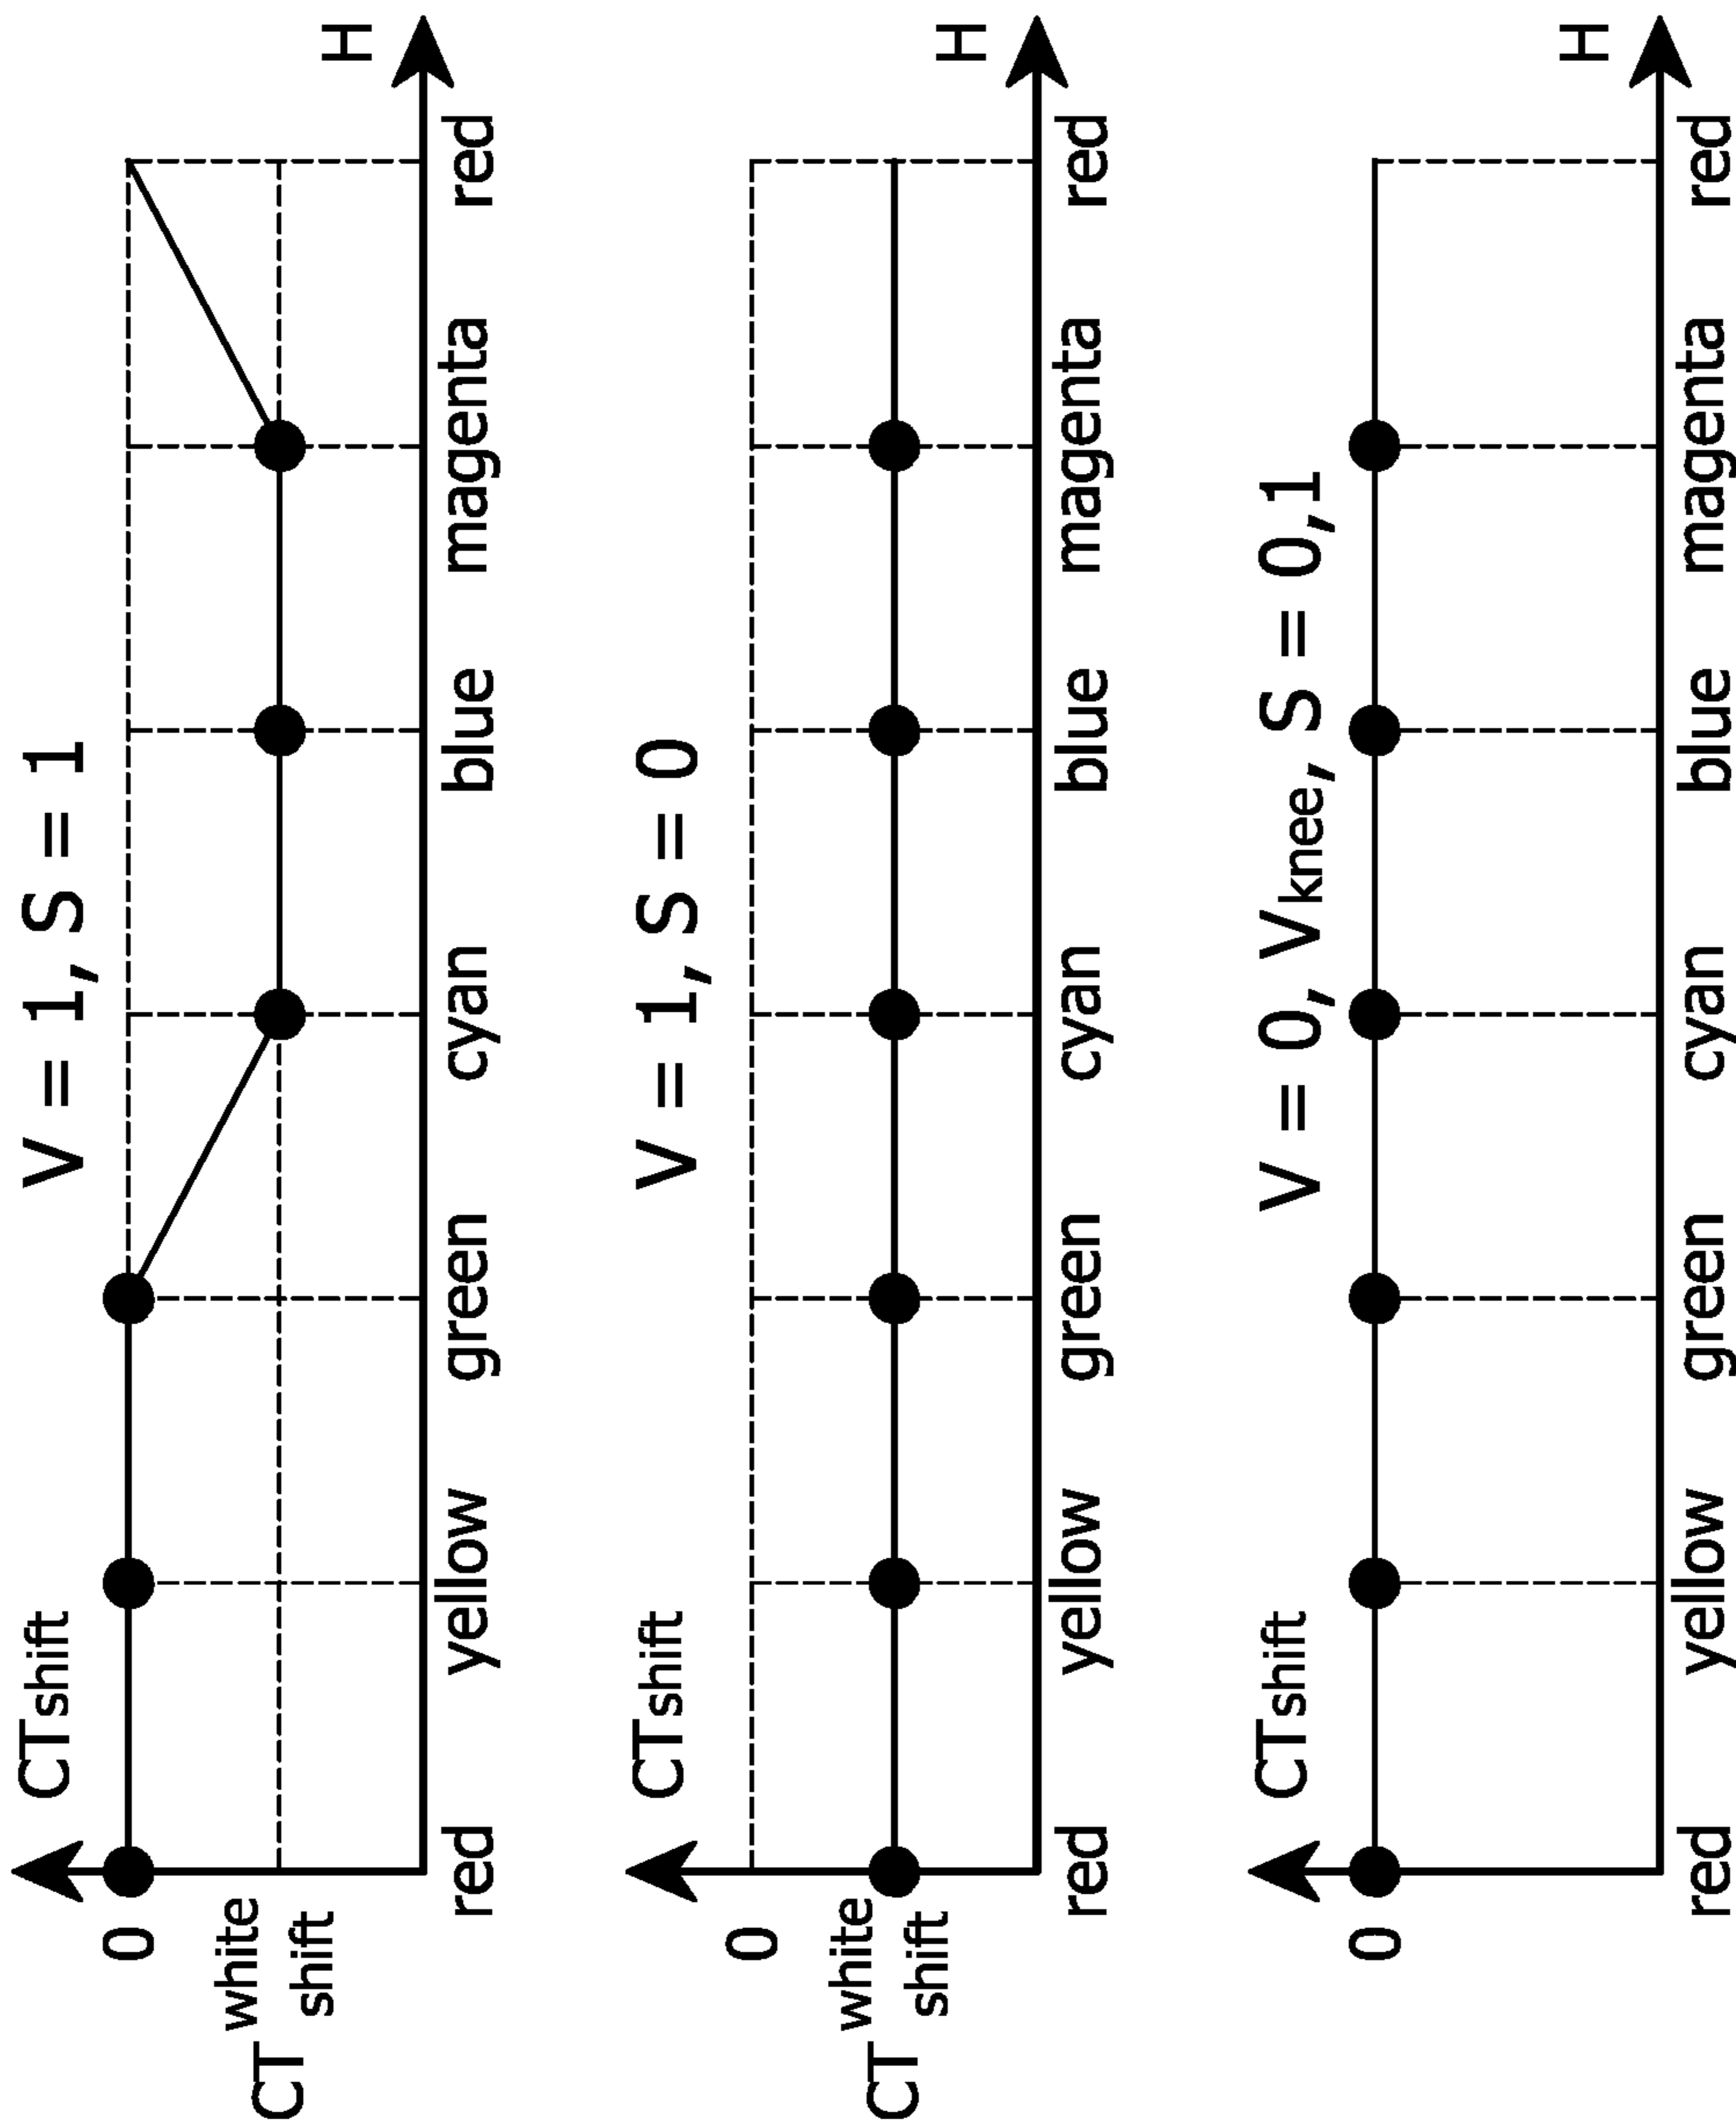 V = 1, S = 1
CTshift
0
CT white shift
H
red yellow green cyan blue magenta red
V = 1, S = 0
CTshift
0
CT white shift
H
red yellow green cyan blue magenta red
V = 0, Vknee, S = 0,1
CTshift
0
H
red yellow green cyan blue magenta red